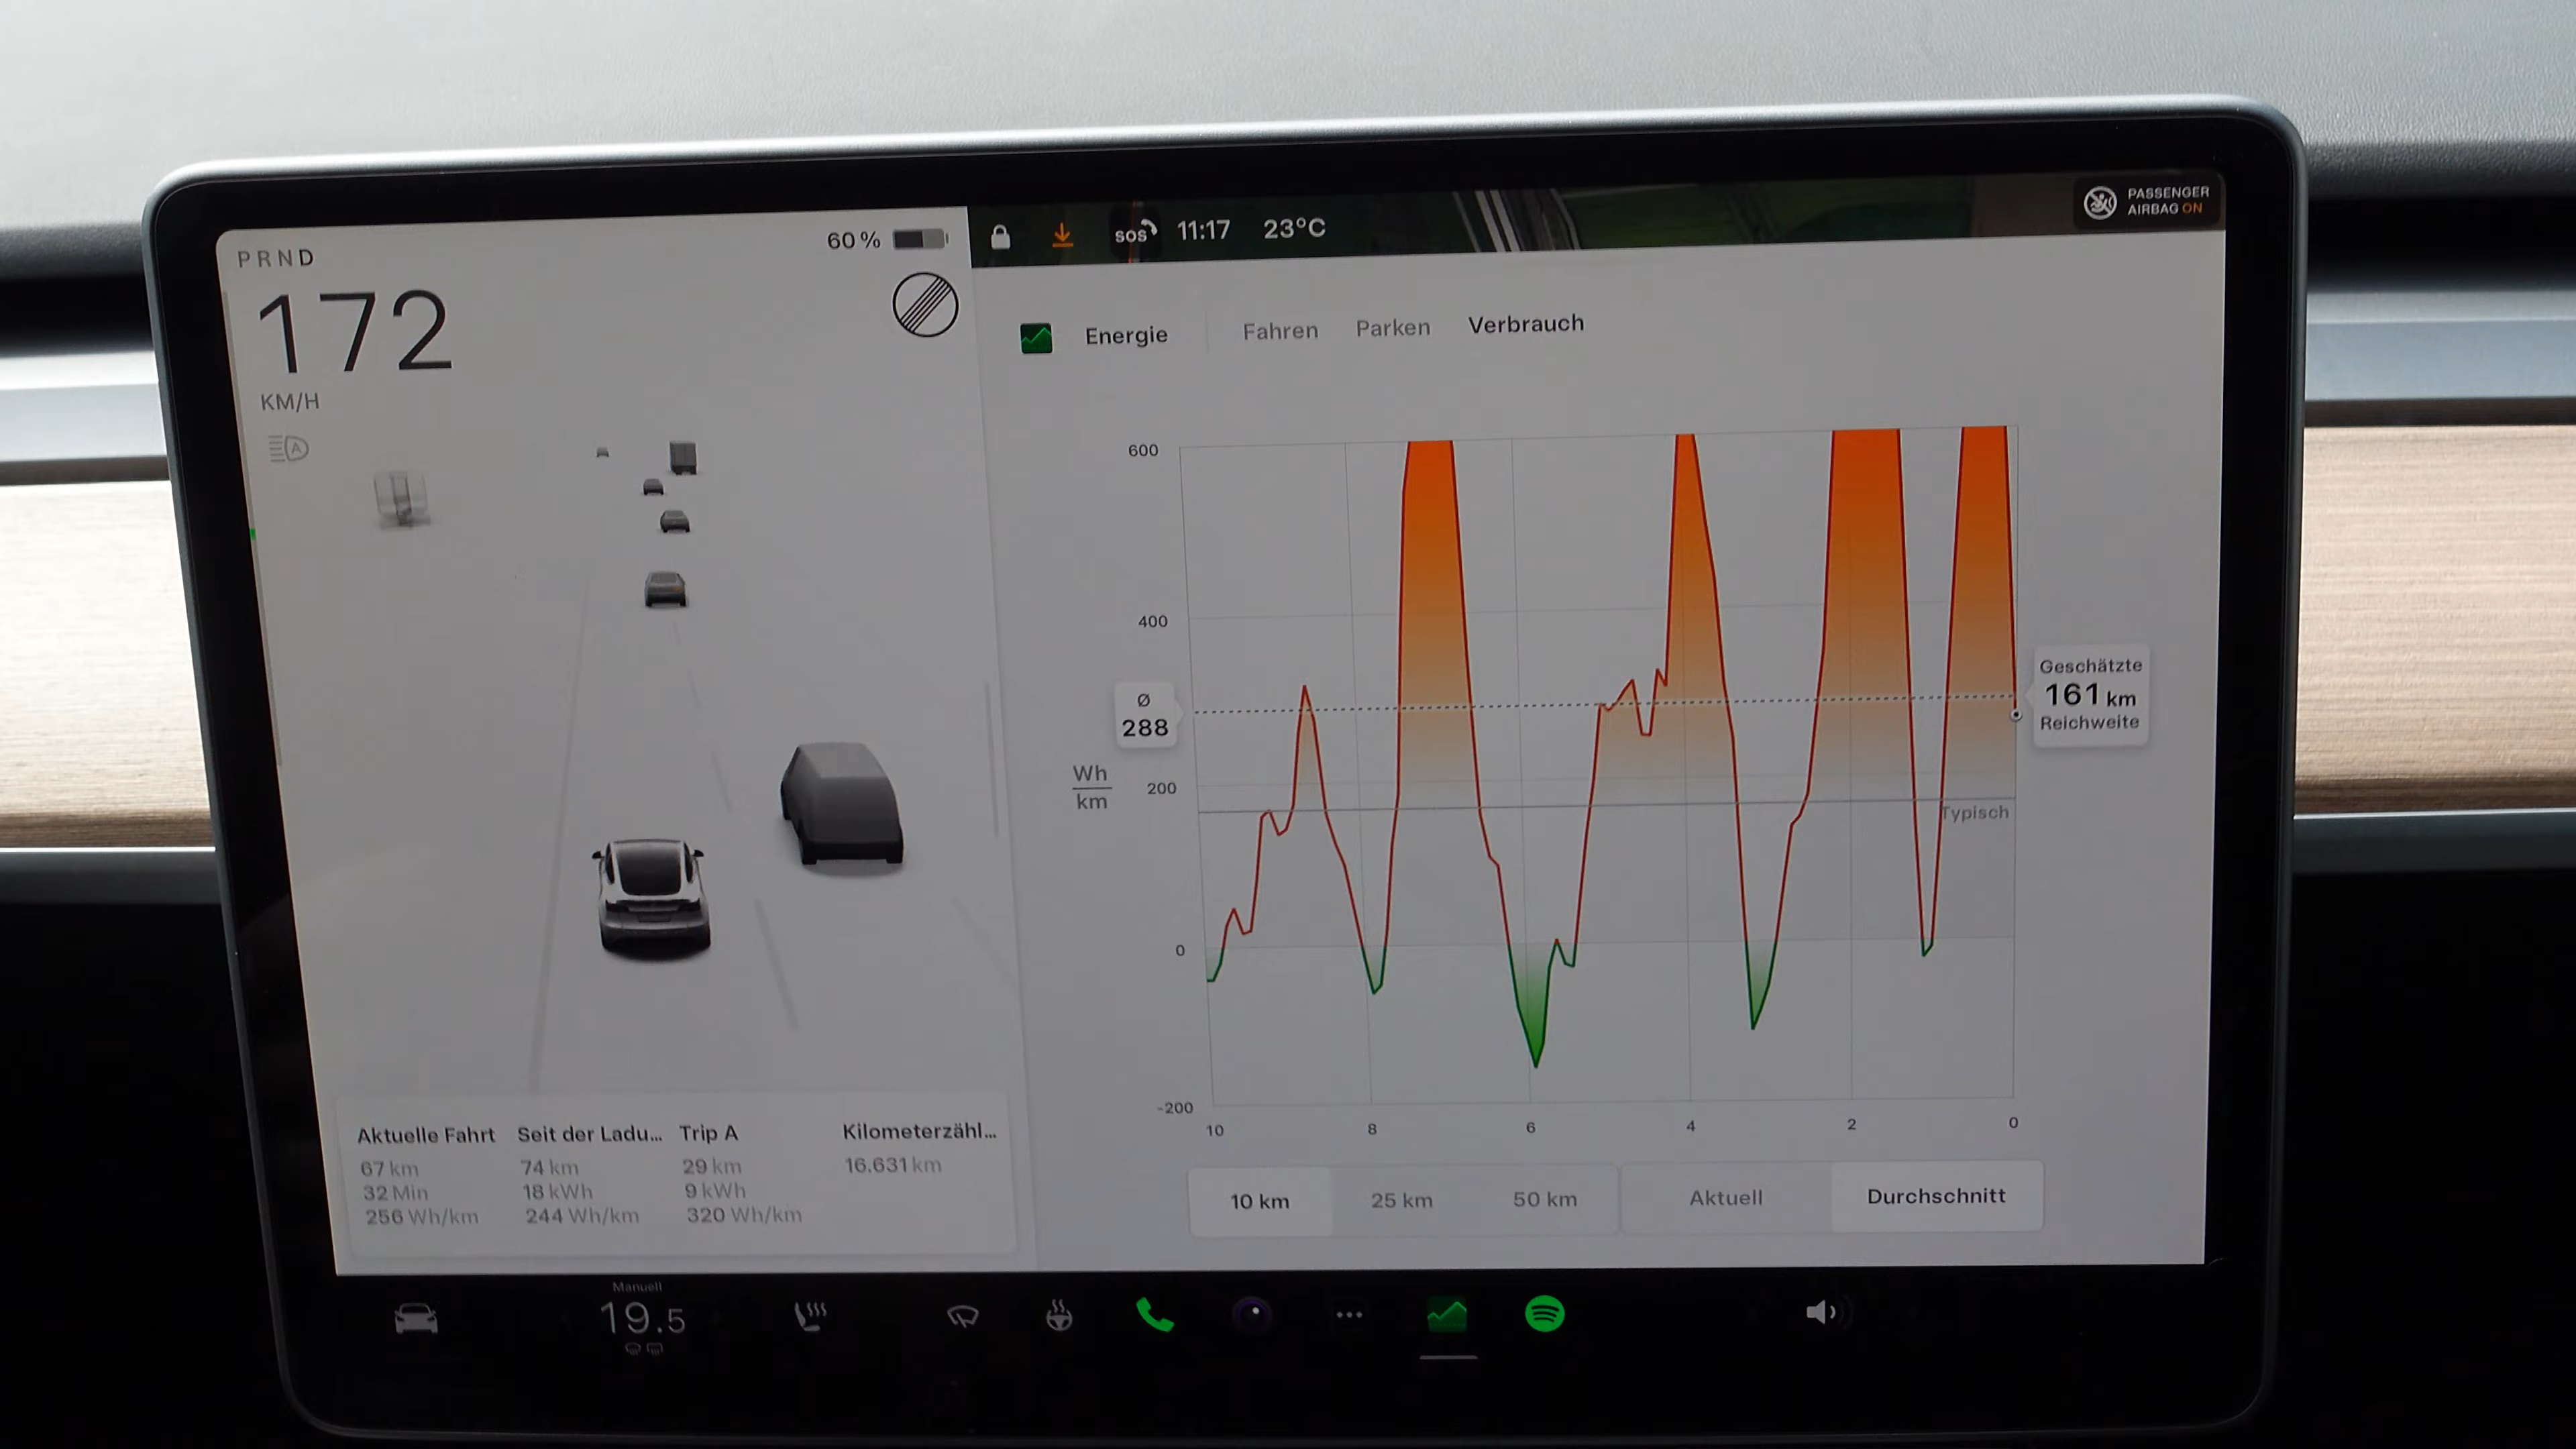 PRND
60 %
172
KM/H
A
SOS
11:17
23°C
PASSENGER
AIRBAG ON
Energie
Fahren
Parken
Verbrauch
600
400
200
0
-200
Ø
288
Wh
km
Geschätzte
161 km
Reichweite
Typisch
10
8
6
4
2
0
10 km
25 km
50 km
Aktuell
Durchschnitt
Aktuelle Fahrt
67 km
32 Min
256 Wh/km
Seit der Ladu...
74 km
18 kWh
244 Wh/km
Trip A
29 km
9 kWh
320 Wh/km
Kilometerzähl...
16.631 km
Manuell
19.5